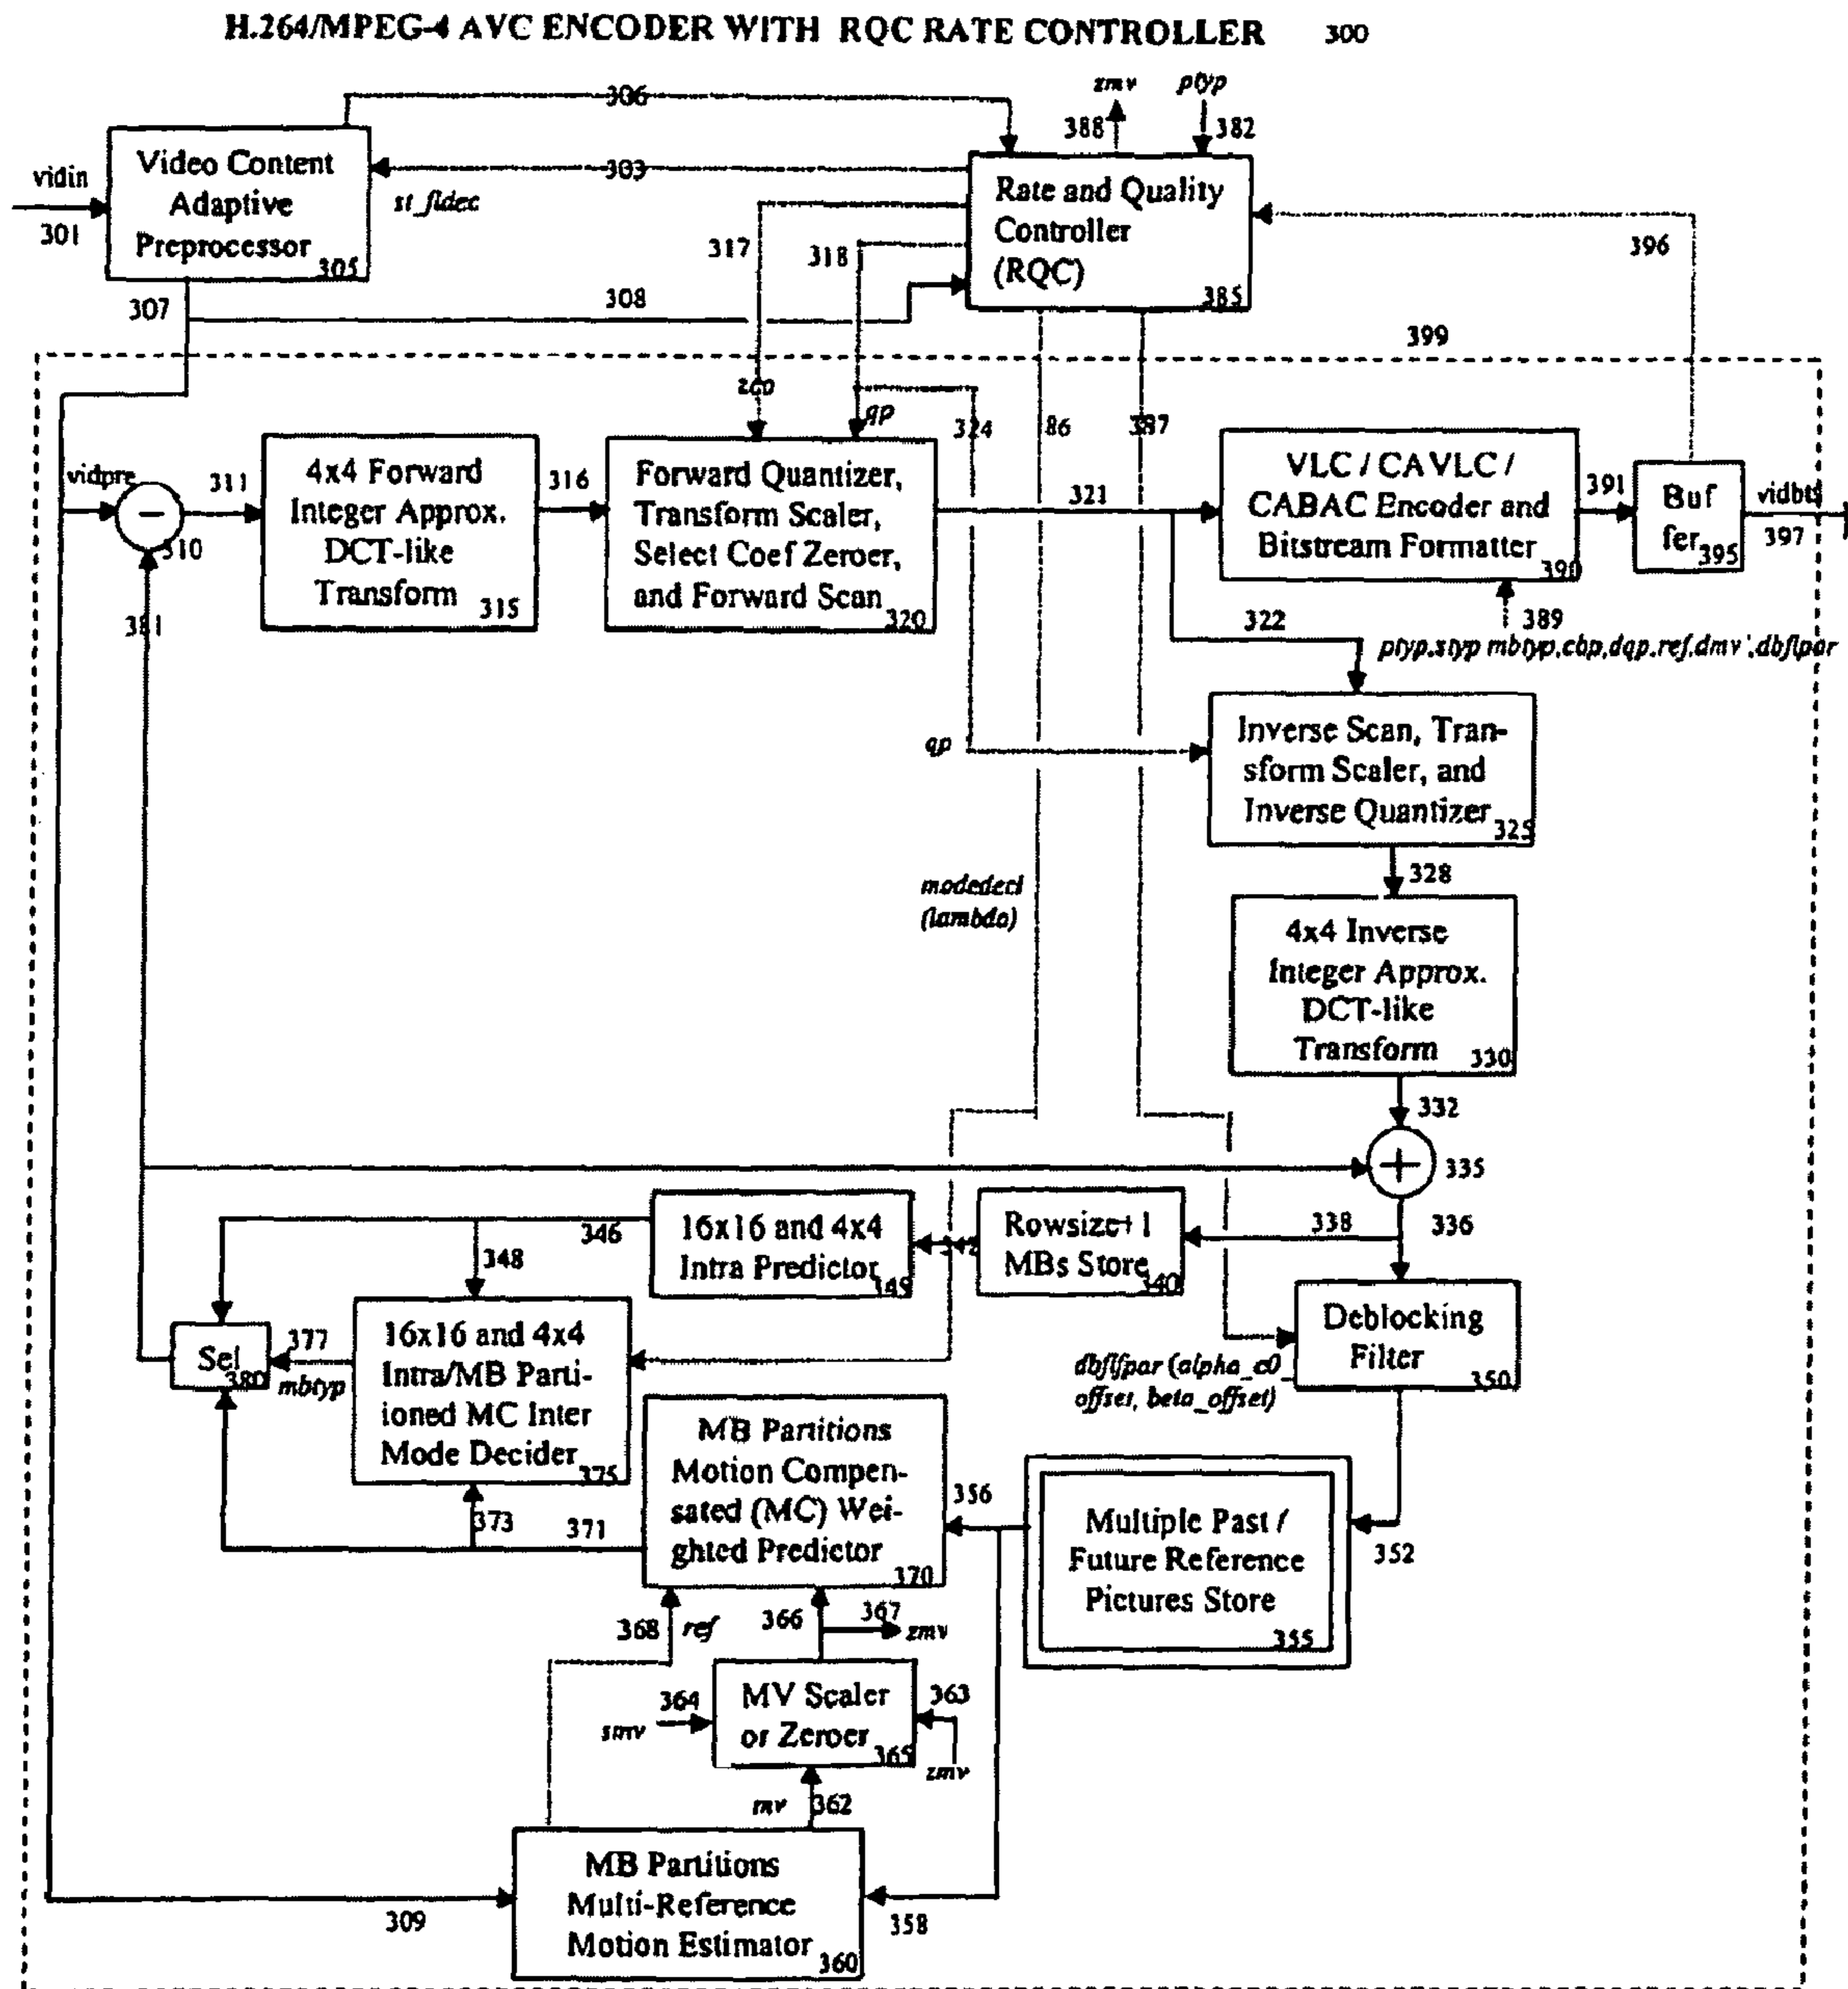 H.264/MPEG-4 AVC ENCODER WITH RQC RATE CONTROLLER 300
306
zmv
ptyp
388
382
Video Content
Adaptive
Preprocessor
305
vidin
301
303
st_fldec
Rate and Quality
Controller
(RQC)
385
317
318
396
307
308
399
zco
qp
324
86
387
vidpre
310
311
4x4 Forward
Integer Approx.
DCT-like
Transform
315
316
Forward Quantizer,
Transform Scaler,
Select Coef Zeroer,
and Forward Scan
320
321
VLC / CAVLC /
CABAC Encoder and
Bitstream Formatter
390
391
Buf
fer
395
vidbts
397
381
322
389
ptyp,styp mbtyp,cbp,dqp,ref,dmv',dbflpar
qp
Inverse Scan, Tran-
sform Scaler, and
Inverse Quantizer
325
328
modedecl
(lambda)
4x4 Inverse
Integer Approx.
DCT-like
Transform
330
332
+
335
346
348
16x16 and 4x4
Intra Predictor
Rowsize+1
MBs Store
340
338
336
Sel
380
377
mbtyp
16x16 and 4x4
Intra/MB Parti-
ioned MC Inter
Mode Decider
375
Deblocking
Filter
350
dbflfpar (alpha_c0_
offset, beta_offset)
MB Partitions
Motion Compen-
sated (MC) Wei-
ghted Predictor
370
373
371
356
Multiple Past /
Future Reference
Pictures Store
355
352
368
ref
366
367
zmv
364
smv
MV Scaler
or Zeroer
365
363
zmv
mv
362
309
MB Partitions
Multi-Reference
Motion Estimator
360
358